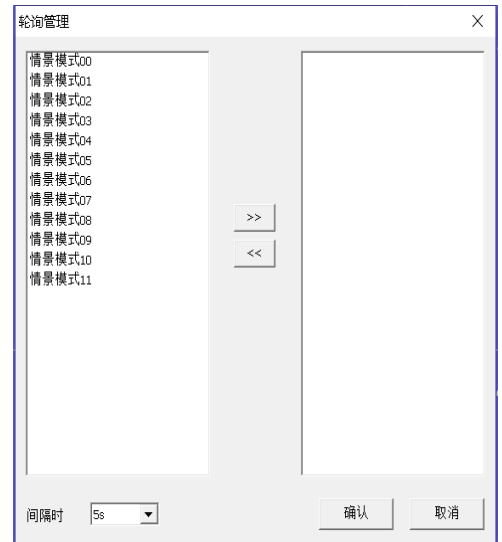 轮询管理
情景模式00
情景模式01
情景模式02
情景模式03
情景模式04
情景模式05
情景模式06
情景模式07
情景模式08
情景模式09
情景模式10
情景模式11
>>
<<
间隔时 5s
确认 取消